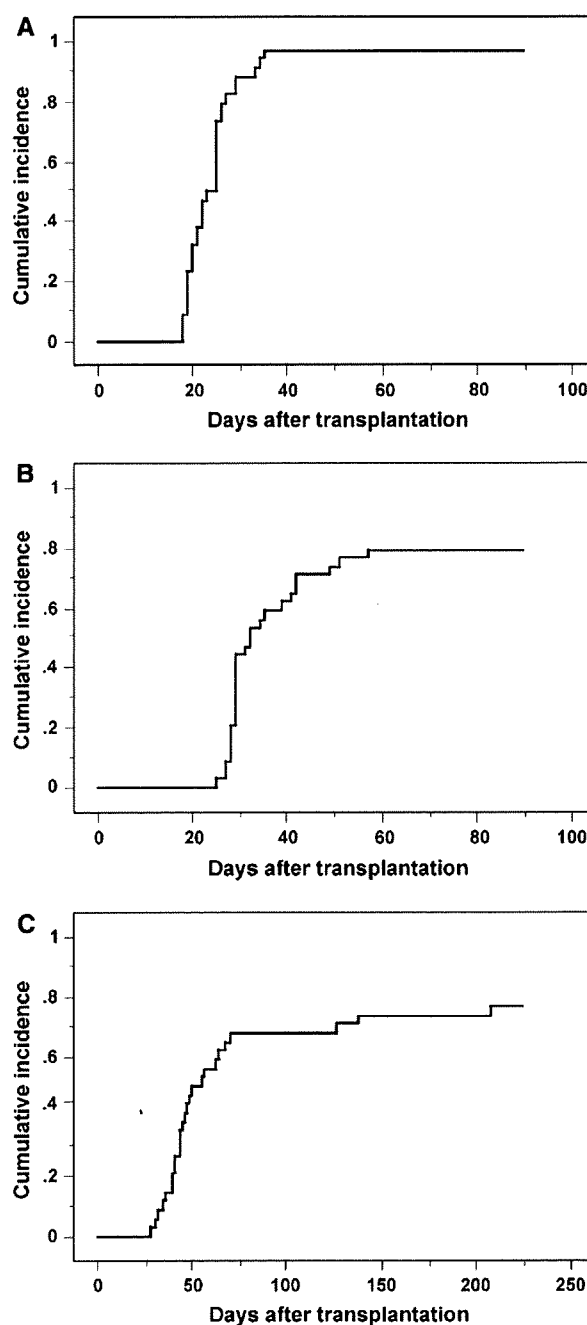 A
1
.8
.6
.4
.2
0
Cumulative incidence
0 20 40 60 80 100
Days after transplantation
B
1
.8
.6
.4
.2
0
Cumulative incidence
0 20 40 60 80 100
Days after transplantation
C
1
.8
.6
.4
.2
0
Cumulative incidence
0 50 100 150 200 250
Days after transplantation